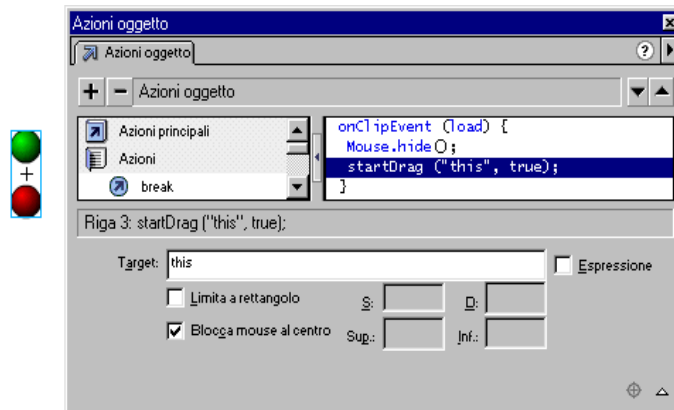 Azioni oggetto
Azioni oggetto
?
Azioni oggetto
Azioni principali
Azioni
break
onClipEvent (load) {
Mouse.hide();
startDrag ("this", true);
}
Riga 3: startDrag ("this", true);
Target: this
Espressione
Limita a rettangolo
S:
D:
Blocca mouse al centro
Sup.:
Inf.: